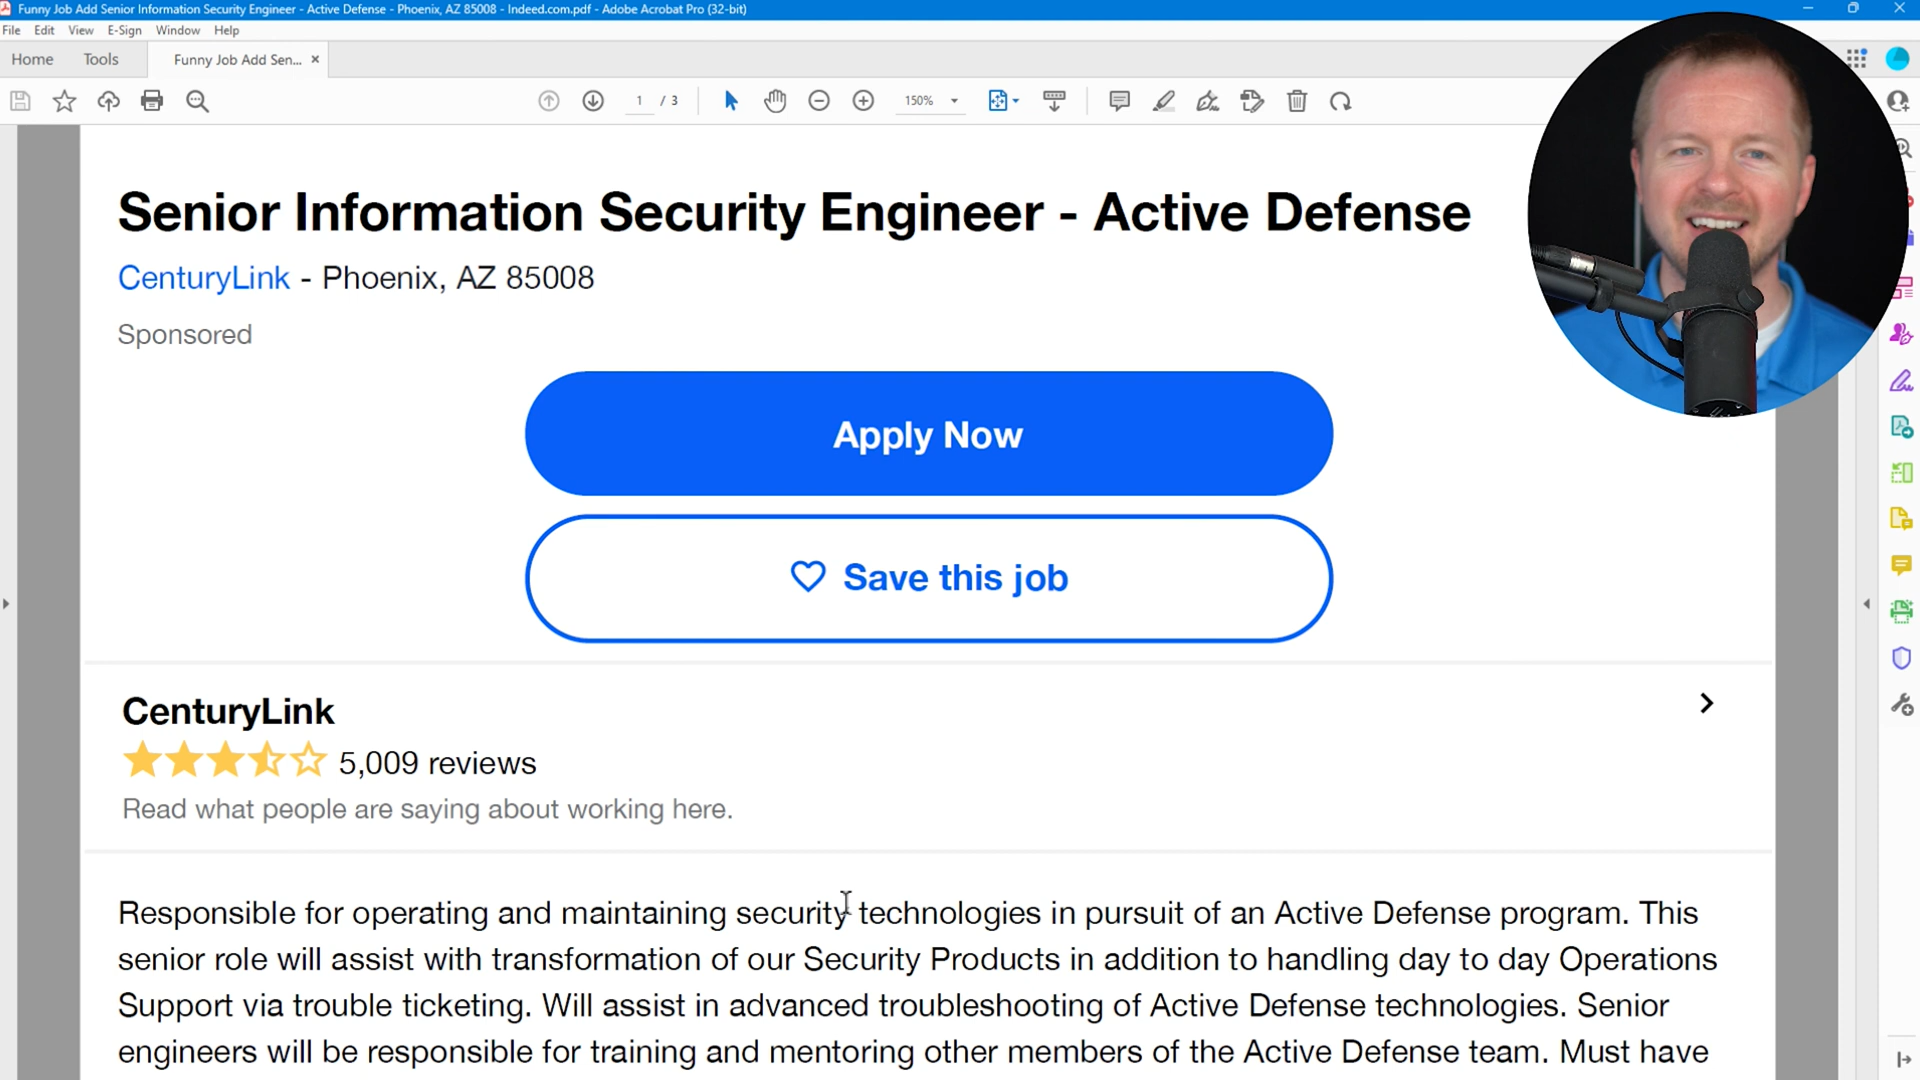 Funny Job Add Senior Information Security Engineer - Active Defense - Phoenix, AZ 85008 - Indeed.com.pdf - Adobe Acrobat Pro (32-bit)
File Edit View E-Sign Window Help
Home Tools Funny Job Add Sen... ×
1 / 3 150%
Senior Information Security Engineer - Active Defense
CenturyLink - Phoenix, AZ 85008
Sponsored
Apply Now
Save this job
CenturyLink
5,009 reviews
Read what people are saying about working here.
Responsible for operating and maintaining security technologies in pursuit of an Active Defense program. This
senior role will assist with transformation of our Security Products in addition to handling day to day Operations
Support via trouble ticketing. Will assist in advanced troubleshooting of Active Defense technologies. Senior
engineers will be responsible for training and mentoring other members of the Active Defense team. Must have